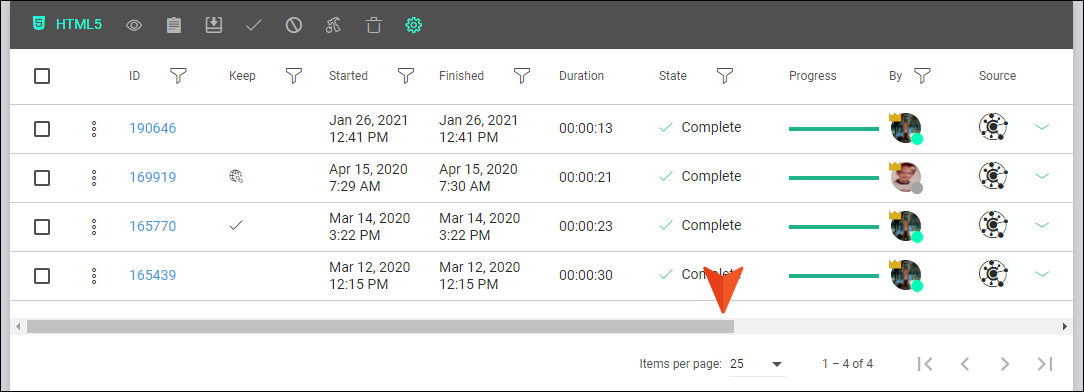 HTML5
ID Keep Started Finished Duration State Progress By Source
190646 Jan 26, 2021 12:41 PM Jan 26, 2021 12:41 PM 00:00:13 Complete
169919 Apr 15, 2020 7:29 AM Apr 15, 2020 7:30 AM 00:00:21 Complete
165770 Mar 14, 2020 3:22 PM Mar 14, 2020 3:22 PM 00:00:23 Complete
165439 Mar 12, 2020 12:15 PM Mar 12, 2020 12:15 PM 00:00:30 Complete
Items per page: 25 1 – 4 of 4